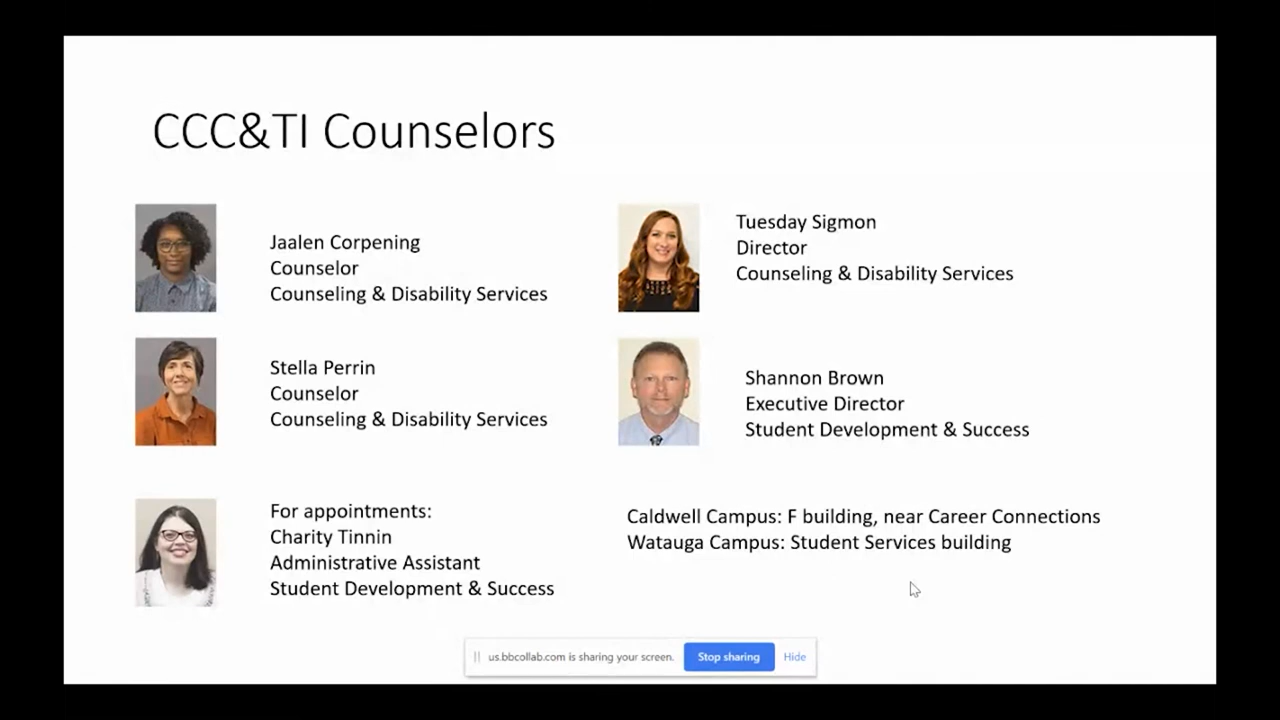 CCC&TI Counselors
Jaalen Corpening
Counselor
Counseling & Disability Services
Tuesday Sigmon
Director
Counseling & Disability Services
Stella Perrin
Counselor
Counseling & Disability Services
Shannon Brown
Executive Director
Student Development & Success
For appointments:
Charity Tinnin
Administrative Assistant
Student Development & Success
Caldwell Campus: F building, near Career Connections
Watauga Campus: Student Services building
us.bbcollab.com is sharing your screen.
Stop sharing
Hide